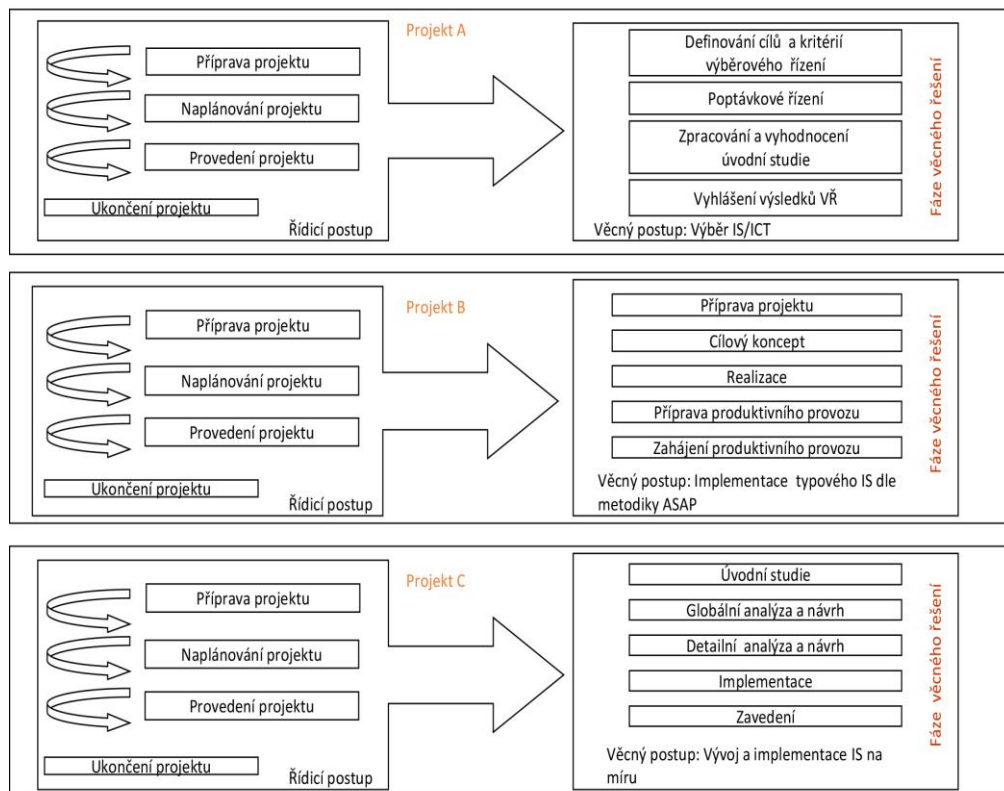 Projekt A
Příprava projektu
Naplánování projektu
Provedení projektu
Ukončení projektu
Řídicí postup
Definování cílů a kritérií
výběrového řízení
Poptávkové řízení
Zpracování a vyhodnocení
úvodní studie
Vyhlášení výsledků VŘ
Věcný postup: Výběr IS/ICT
Fáze věcného řešení
Projekt B
Příprava projektu
Naplánování projektu
Provedení projektu
Ukončení projektu
Řídicí postup
Příprava projektu
Cílový koncept
Realizace
Příprava produktivního provozu
Zahájení produktivního provozu
Věcný postup: Implementace typového IS dle
metodiky ASAP
Fáze věcného řešení
Projekt C
Příprava projektu
Naplánování projektu
Provedení projektu
Ukončení projektu
Řídicí postup
Úvodní studie
Globální analýza a návrh
Detailní analýza a návrh
Implementace
Zavedení
Věcný postup: Vývoj a implementace IS na
míru
Fáze věcného řešení